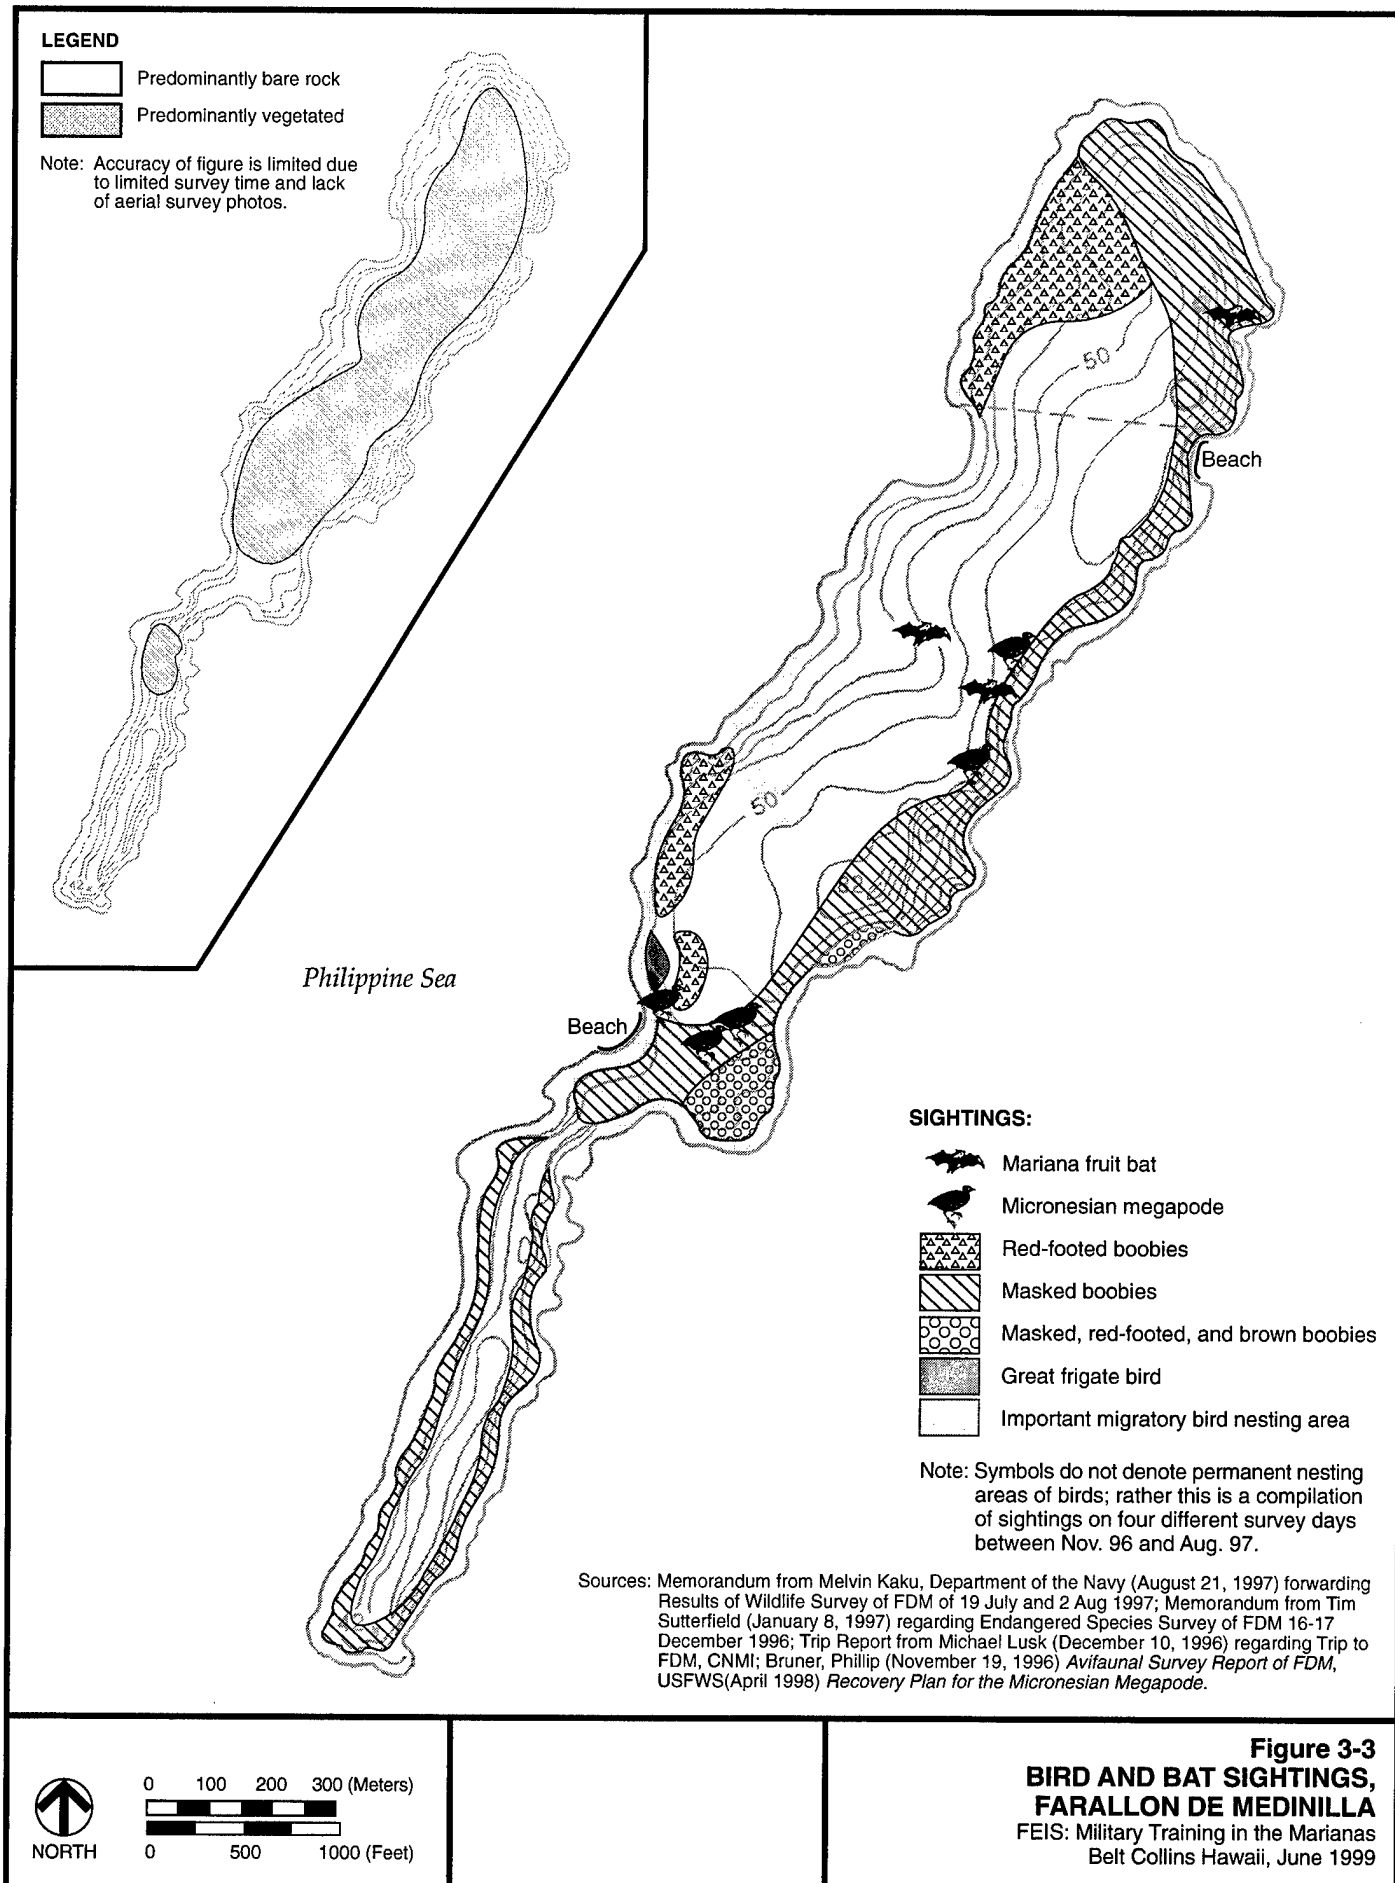 LEGEND
Predominantly bare rock
Predominantly vegetated
Note: Accuracy of figure is limited due
to limited survey time and lack
of aerial survey photos.
50
Beach
50
Philippine Sea
Beach
SIGHTINGS:
Mariana fruit bat
Micronesian megapode
Red-footed boobies
Masked boobies
Masked, red-footed, and brown boobies
Great frigate bird
Important migratory bird nesting area
Note: Symbols do not denote permanent nesting
areas of birds; rather this is a compilation
of sightings on four different survey days
between Nov. 96 and Aug. 97.
Sources: Memorandum from Melvin Kaku, Department of the Navy (August 21, 1997) forwarding
Results of Wildlife Survey of FDM of 19 July and 2 Aug 1997; Memorandum from Tim
Sutterfield (January 8, 1997) regarding Endangered Species Survey of FDM 16-17
December 1996; Trip Report from Michael Lusk (December 10, 1996) regarding Trip to
FDM, CNMI; Bruner, Phillip (November 19, 1996) Avifaunal Survey Report of FDM,
USFWS(April 1998) Recovery Plan for the Micronesian Megapode.
NORTH
0 100 200 300 (Meters)
0 500 1000 (Feet)
Figure 3-3
BIRD AND BAT SIGHTINGS,
FARALLON DE MEDINILLA
FEIS: Military Training in the Marianas
Belt Collins Hawaii, June 1999